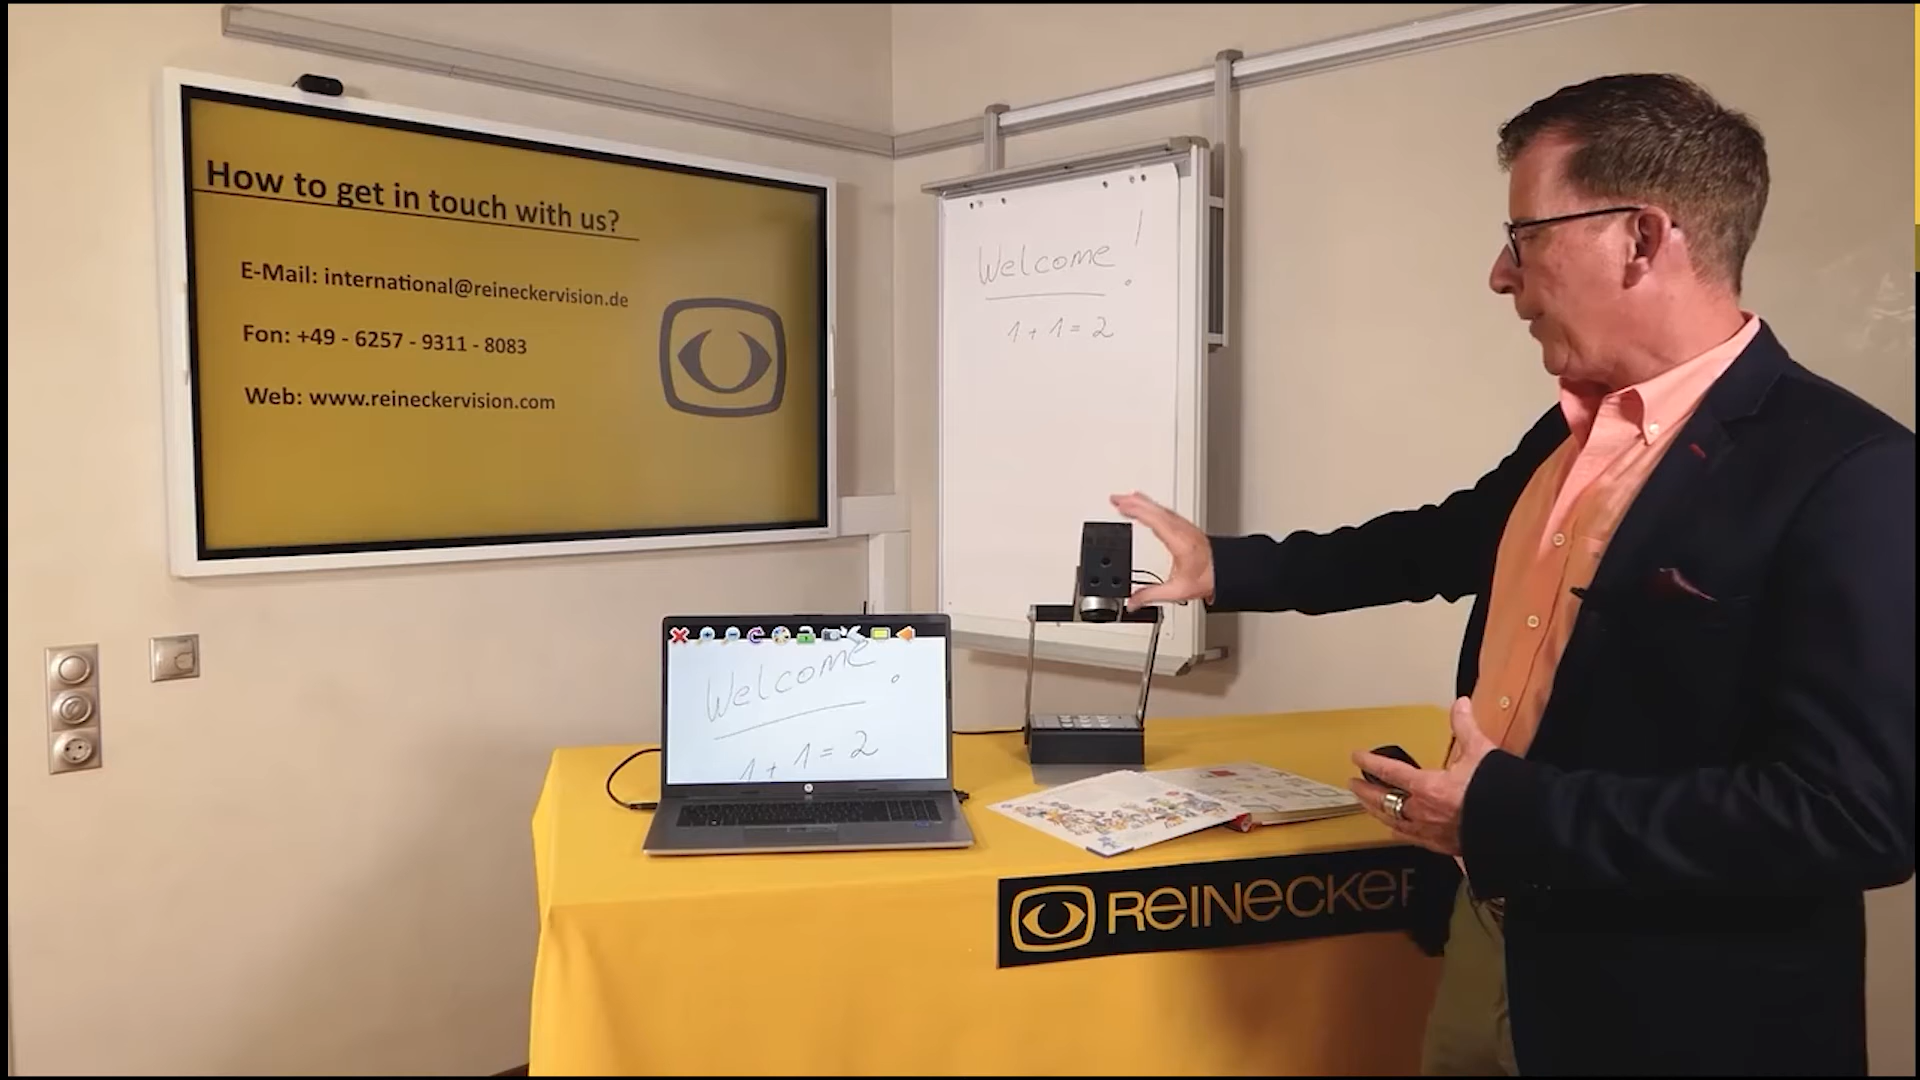 How to get in touch with us?
E-Mail: international@reineckervision.de
Fon: +49 - 6257 - 9311 - 8083
Web: www.reineckervision.com
Welcome!
1 + 1 = 2
Welcome.
1 + 1 = 2
hp
REINECKER